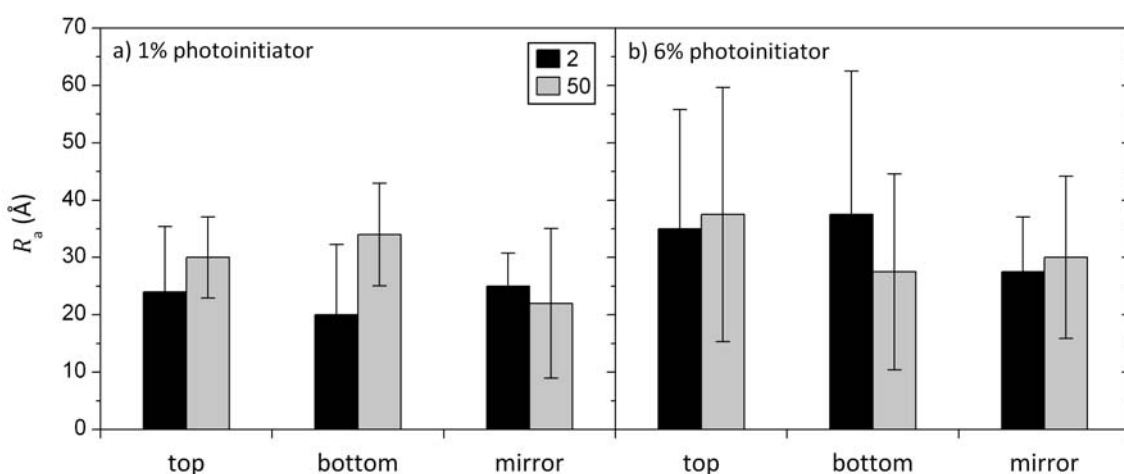 70
60
50
40
30
20
10
0
Ra (Å)
a) 1% photoinitiator
2
50
b) 6% photoinitiator
top bottom mirror top bottom mirror